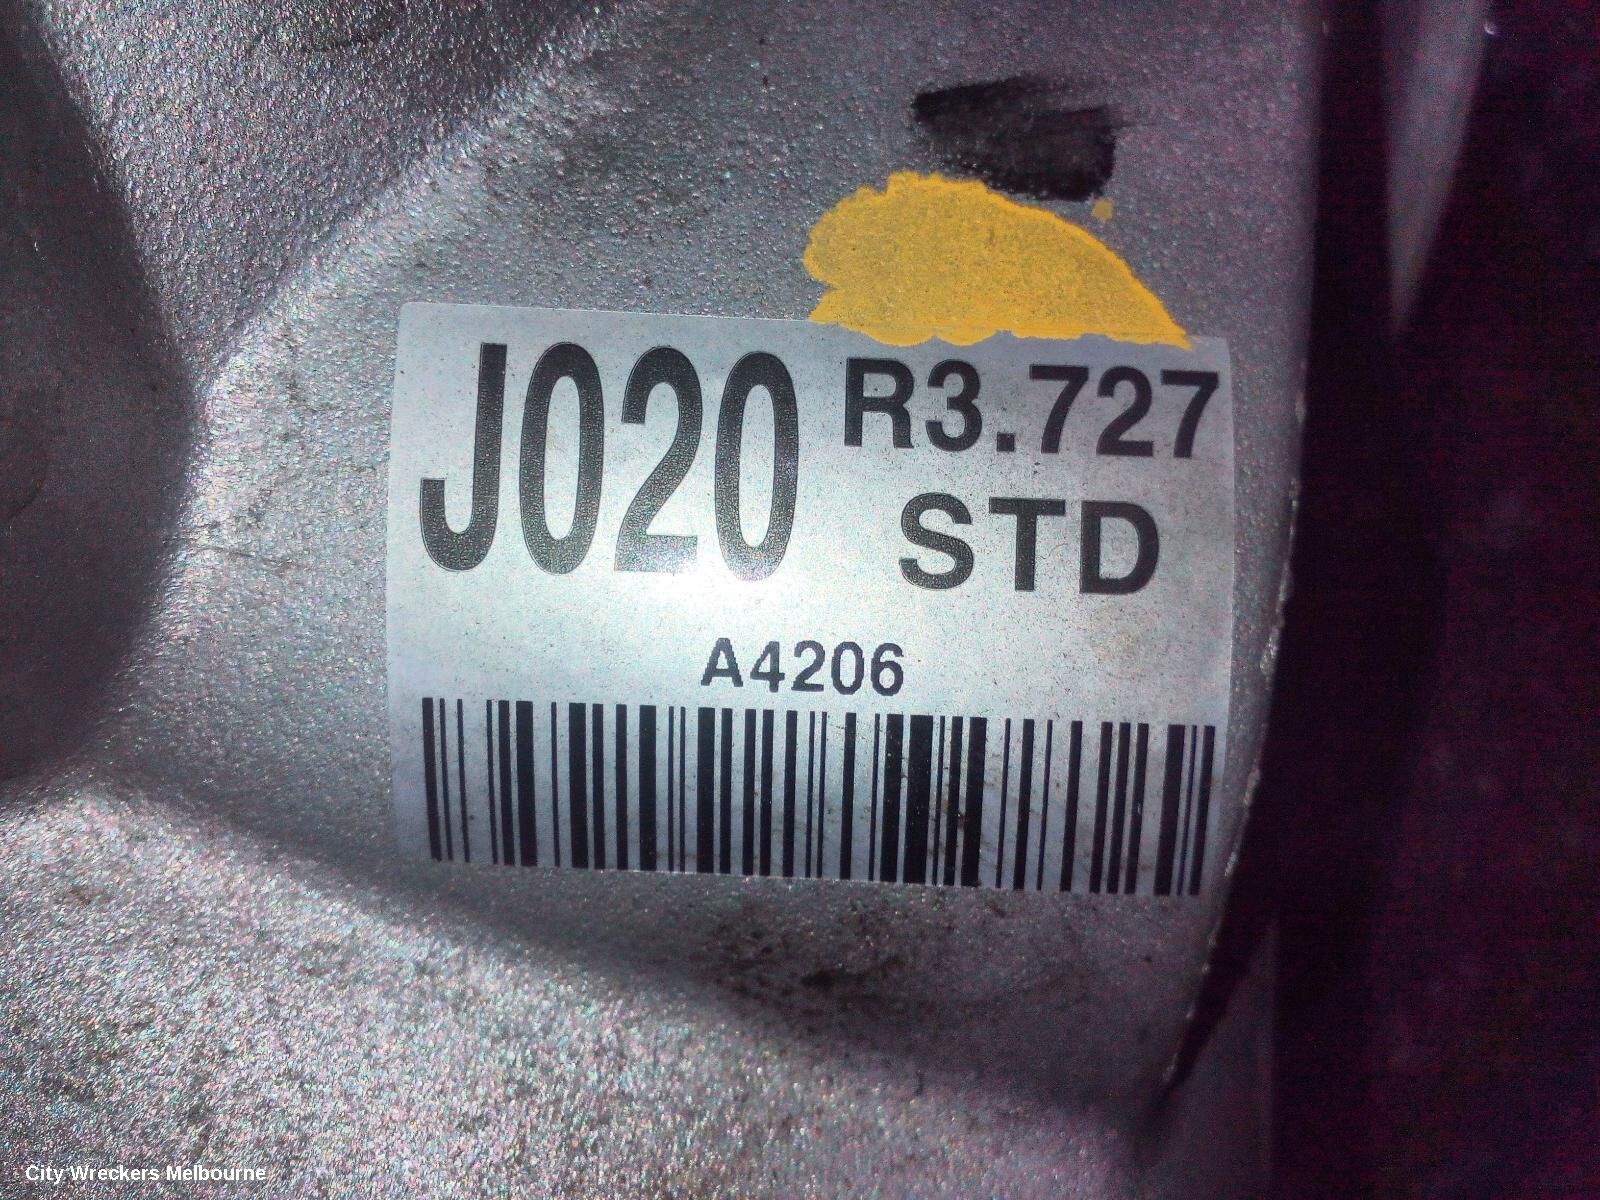 J020 R3.727
STD
A4206
City Wreckers Melbourne